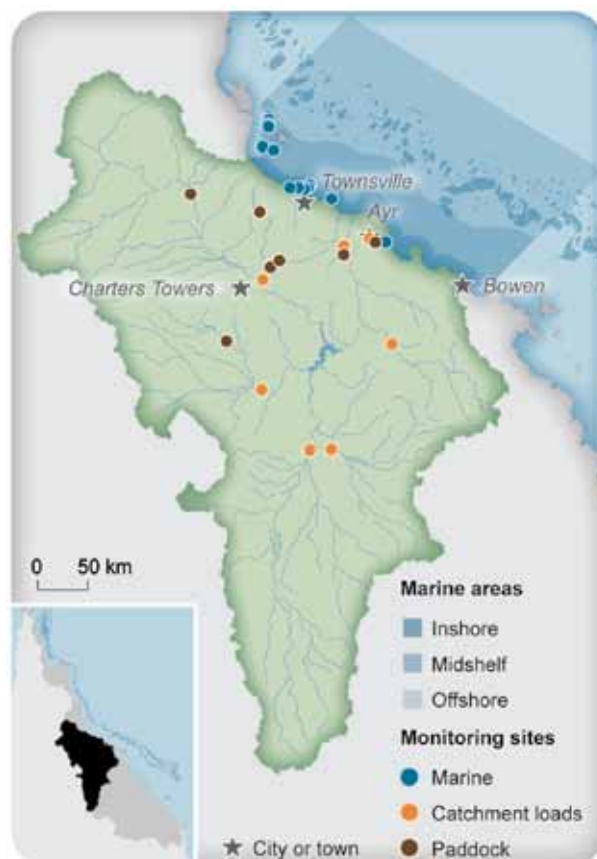 Townsville
Ayr
Charters Towers
Bowen
0 50 km
Marine areas
Inshore
Midshelf
Offshore
Monitoring sites
Marine
Catchment loads
City or town
Paddock